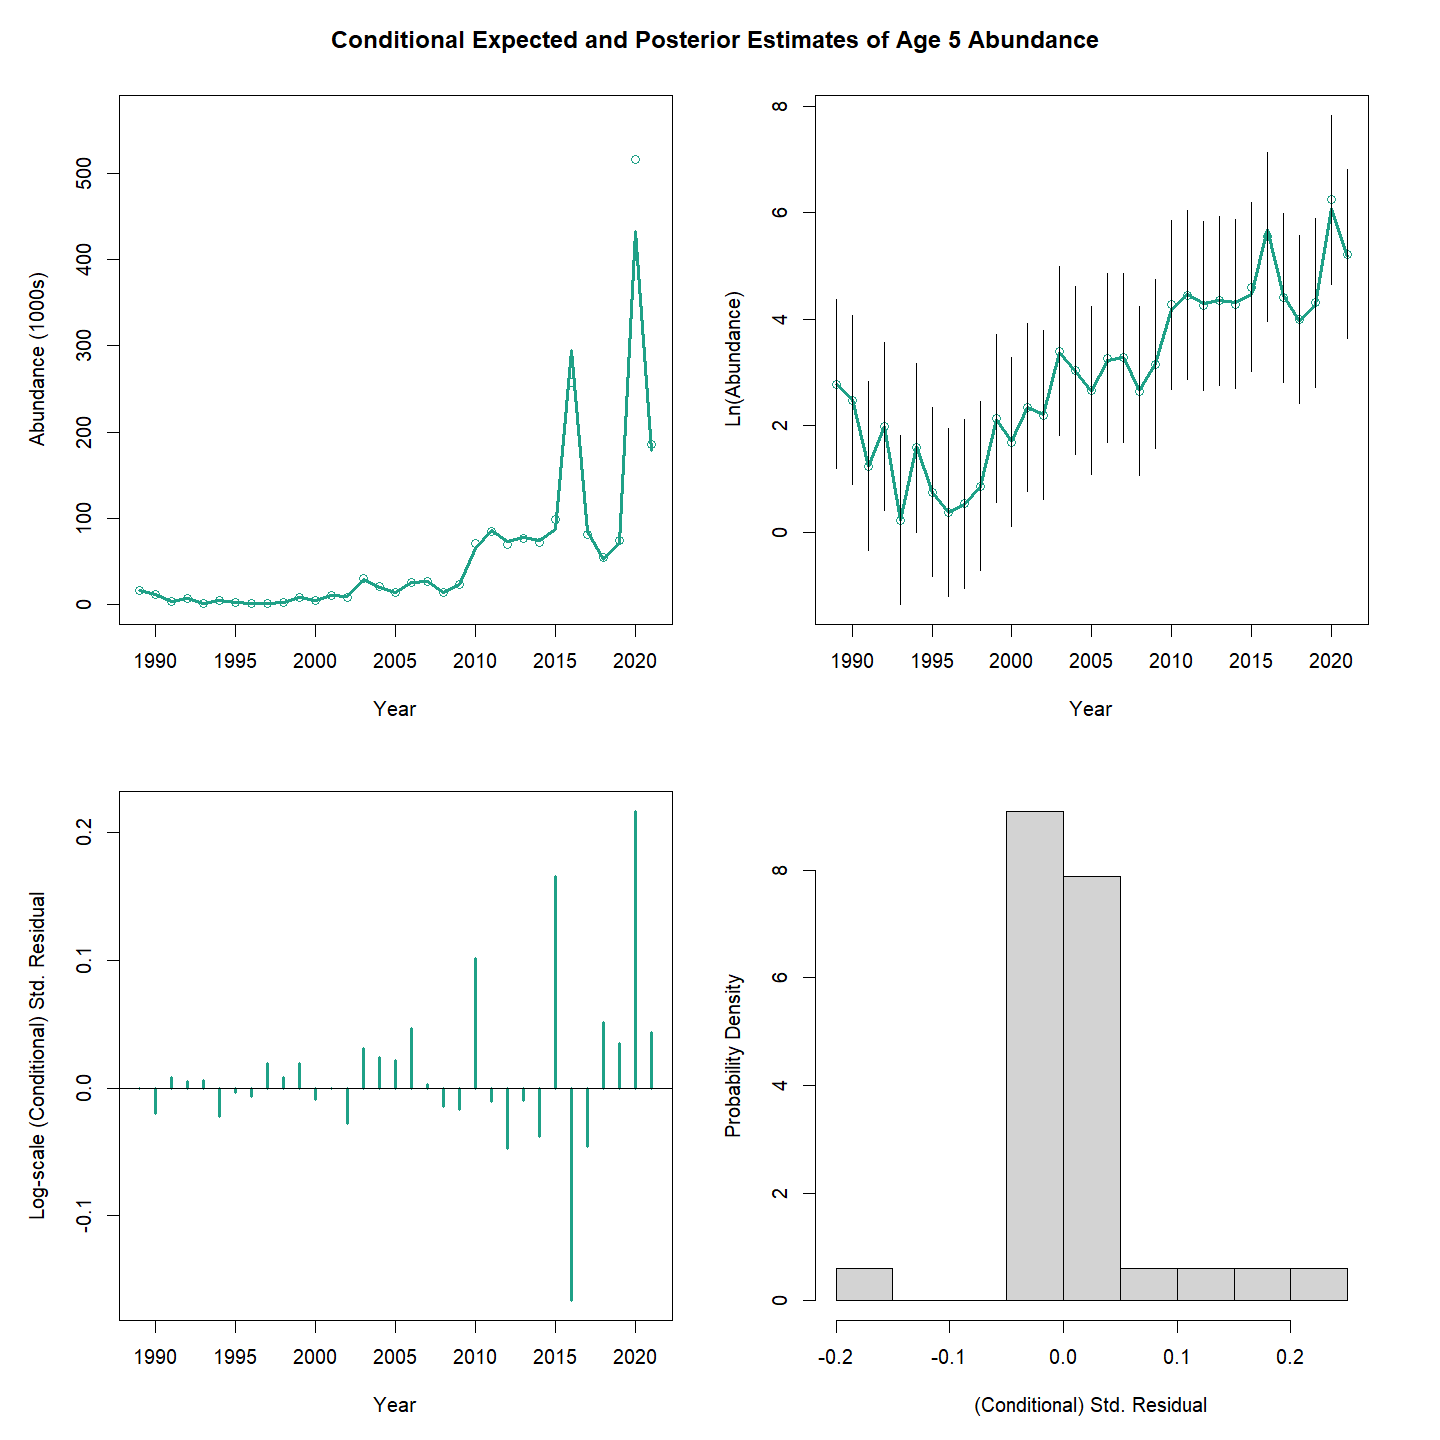 Conditional Expected and Posterior Estimates of Age 5 Abundance
Abundance (1000s)
0
100
200
300
400
500
1990 1995 2000 2005 2010 2015 2020
Year
Ln(Abundance)
0
2
4
6
8
1990 1995 2000 2005 2010 2015 2020
Year
Log-scale (Conditional) Std. Residual
-0.1
0.0
0.1
0.2
1990 1995 2000 2005 2010 2015 2020
Year
Probability Density
0
2
4
6
8
-0.2 -0.1 0.0 0.1 0.2
(Conditional) Std. Residual